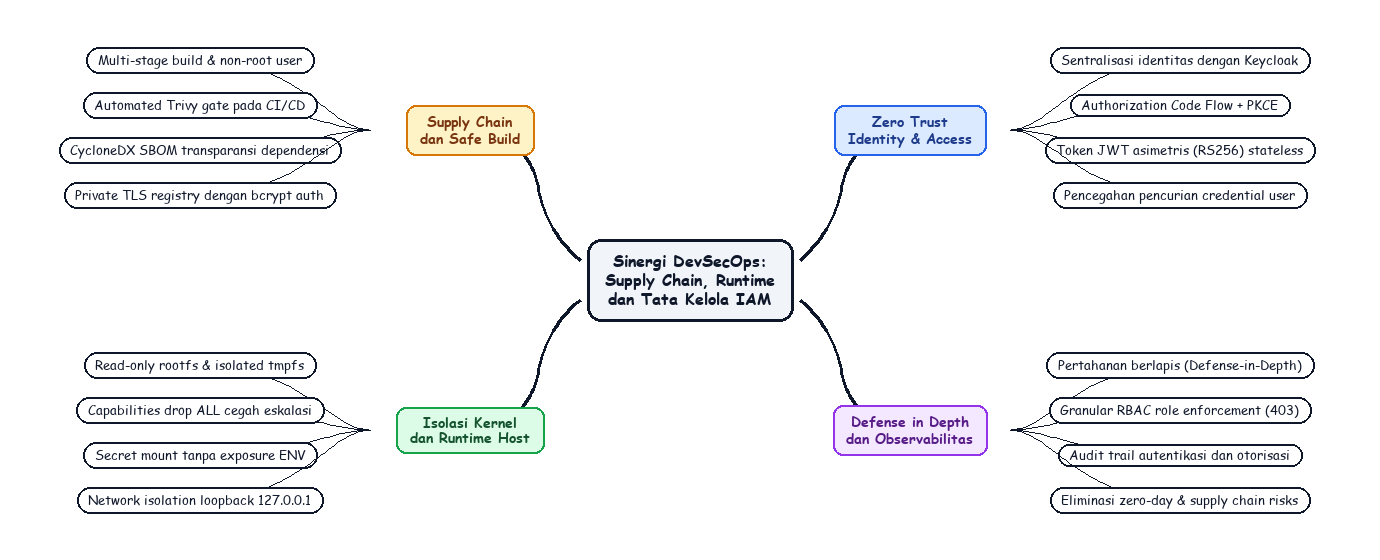 Multi-stage build & non-root user
Automated Trivy gate pada CI/CD
CycloneDX SBOM transparansi dependensi
Private TLS registry dengan bcrypt auth
Supply Chain
dan Safe Build
Zero Trust
Identity & Access
Sentralisasi identitas dengan Keycloak
Authorization Code Flow + PKCE
Token JWT asimetris (RS256) stateless
Pencegahan pencurian credential user
Sinergi DevSecOps:
Supply Chain, Runtime
dan Tata Kelola IAM
Read-only rootfs & isolated tmpfs
Capabilities drop ALL cegah eskalasi
Secret mount tanpa exposure ENV
Network isolation loopback 127.0.0.1
Isolasi Kernel
dan Runtime Host
Defense in Depth
dan Observabilitas
Pertahanan berlapis (Defense-in-Depth)
Granular RBAC role enforcement (403)
Audit trail autentikasi dan otorisasi
Eliminasi zero-day & supply chain risks